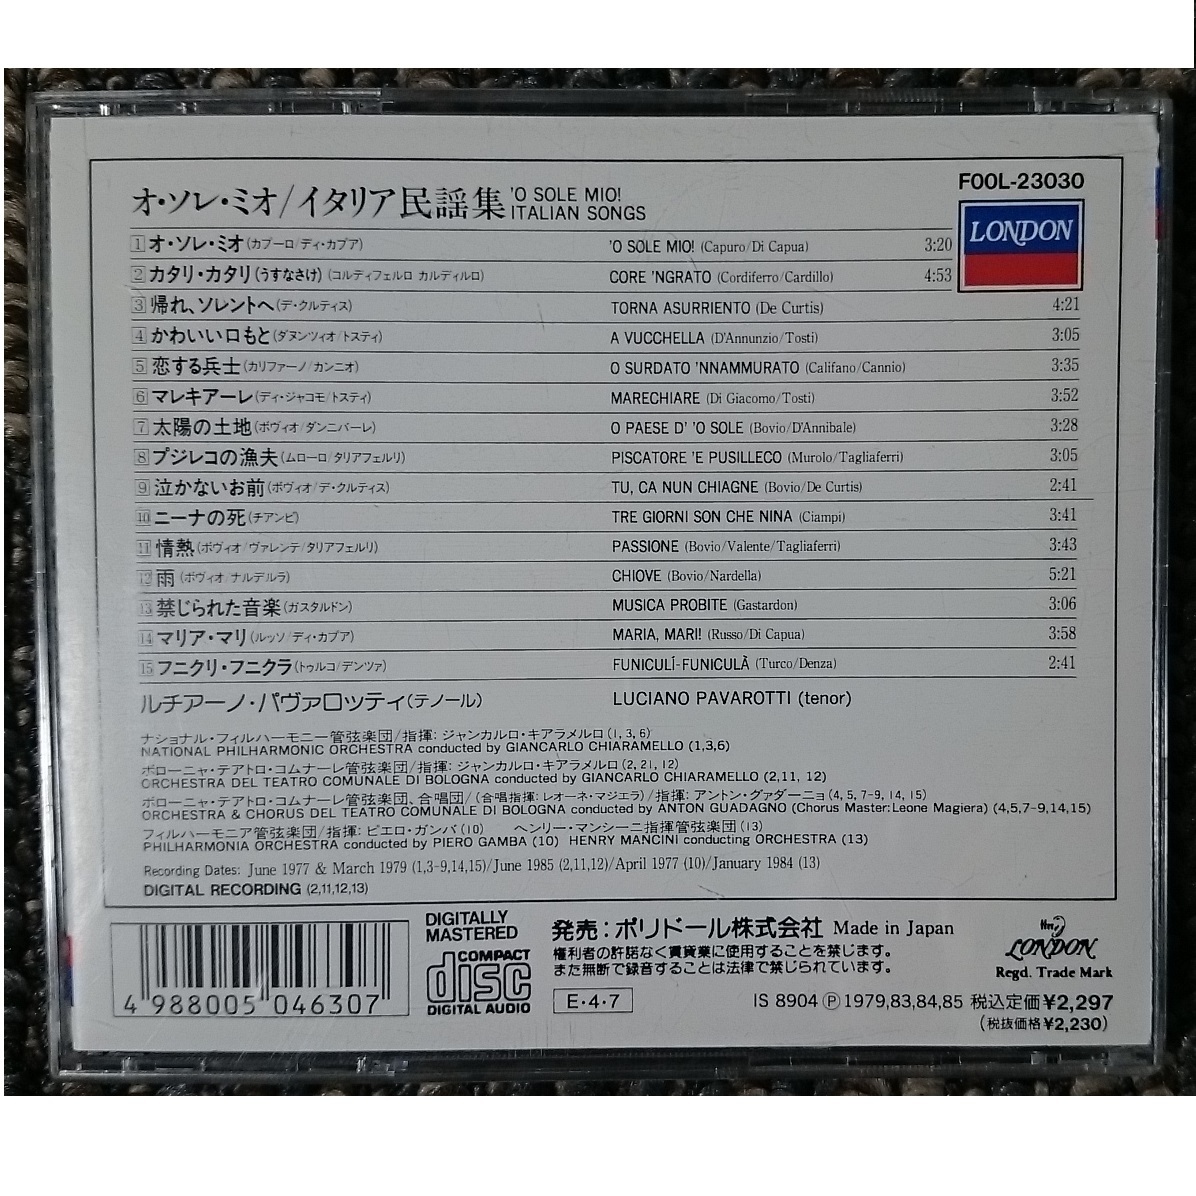 オ・ソレ・ミオ/イタリア民謡集 'O SOLE MIO! ITALIAN SONGS
FOOL-23030
LONDON
1 オ・ソレ・ミオ(カプーロ/ディ・カプア) 'O SOLE MIO! (Capuro/Di Capua) 3:20
2 カタリ・カタリ(うすなさけ)(コルディフェルロ カルディルロ) CORE 'NGRATO (Cordiferro/Cardillo) 4:53
3 帰れ、ソレントへ(デ・クルティス) TORNA ASURRIENTO (De Curtis) 4:21
4 かわいい口もと(ダヌンツィオ/トスティ) A VUCCHELLA (D'Annunzio/Tosti) 3:05
5 恋する兵士(カリファーノ/カンニオ) O SURDATO 'NNAMMURATO (Califano/Cannio) 3:35
6 マレキアーレ(ディ・ジャコモ/トスティ) MARECHIARE (Di Giacomo/Tosti) 3:52
7 太陽の土地(ボヴィオ/ダンニバーレ) O PAESE D' 'O SOLE (Bovio/D'Annibale) 3:28
8 プジレコの漁夫(ムローロ/タリアフェルリ) PISCATORE 'E PUSILLECO (Murolo/Tagliaferri) 3:05
9 泣かないお前(ボヴィオ/デ・クルティス) TU, CA NUN CHIAGNE (Bovio/De Curtis) 2:41
10 ニーナの死(チアンピ) TRE GIORNI SON CHE NINA (Ciampi) 3:41
11 情熱(ボヴィオ/ヴァレンテ/タリアフェルリ) PASSIONE (Bovio/Valente/Tagliaferri) 3:43
12 雨(ボヴィオ/ナルデルラ) CHIOVE (Bovio/Nardella) 5:21
13 禁じられた音楽(ガスタルドン) MUSICA PROBITE (Gastardon) 3:06
14 マリア・マリ(ルッソ/ディ・カプア) MARIA, MARI! (Russo/Di Capua) 3:58
15 フニクリ・フニクラ(トゥルコ/デンツァ) FUNICULÍ-FUNICULÀ (Turco/Denza) 2:41
ルチアーノ・パヴァロッティ(テノール) LUCIANO PAVAROTTI (tenor)
ナショナル・フィルハーモニー管弦楽団/指揮: ジャンカルロ・キアラメルロ(1, 3, 6)
NATIONAL PHILHARMONIC ORCHESTRA conducted by GIANCARLO CHIARAMELLO (1,3,6)
ボローニャ・テアトロ・コムナーレ管弦楽団/指揮: ジャンカルロ・キアラメルロ(2, 21, 12)
ORCHESTRA DEL TEATRO COMUNALE DI BOLOGNA conducted by GIANCARLO CHIARAMELLO (2,11, 12)
ボローニャ・テアトロ・コムナーレ管弦楽団、合唱団/(合唱指揮: レオーネ・マジエラ)/指揮: アントン・グァダーニョ(4, 5, 7-9, 14, 15)
ORCHESTRA & CHORUS DEL TEATRO COMUNALE DI BOLOGNA conducted by ANTON GUADAGNO (Chorus Master:Leone Magiera) (4,5,7-9,14,15)
フィルハーモニア管弦楽団/指揮: ピエロ・ガンバ(10) ヘンリー・マンシーニ指揮管弦楽団(13)
PHILHARMONIA ORCHESTRA conducted by PIERO GAMBA (10) HENRY MANCINI conducting ORCHESTRA (13)
Recording Dates: June 1977 & March 1979 (1,3-9,14,15)/June 1985 (2,11,12)/April 1977 (10)/January 1984 (13)
DIGITAL RECORDING (2,11,12,13)
4 988005 046307
DIGITALLY MASTERED
COMPACT disc DIGITAL AUDIO
発売:ポリドール株式会社 Made in Japan
権利者の許諾なく賃貸業に使用することを禁じます。
また無断で録音することは法律で禁じられています。
E・4・7
LONDON
Regd. Trade Mark
IS 8904 Ⓟ 1979,83,84,85 税込定価¥2,297
(税抜価格¥2,230)